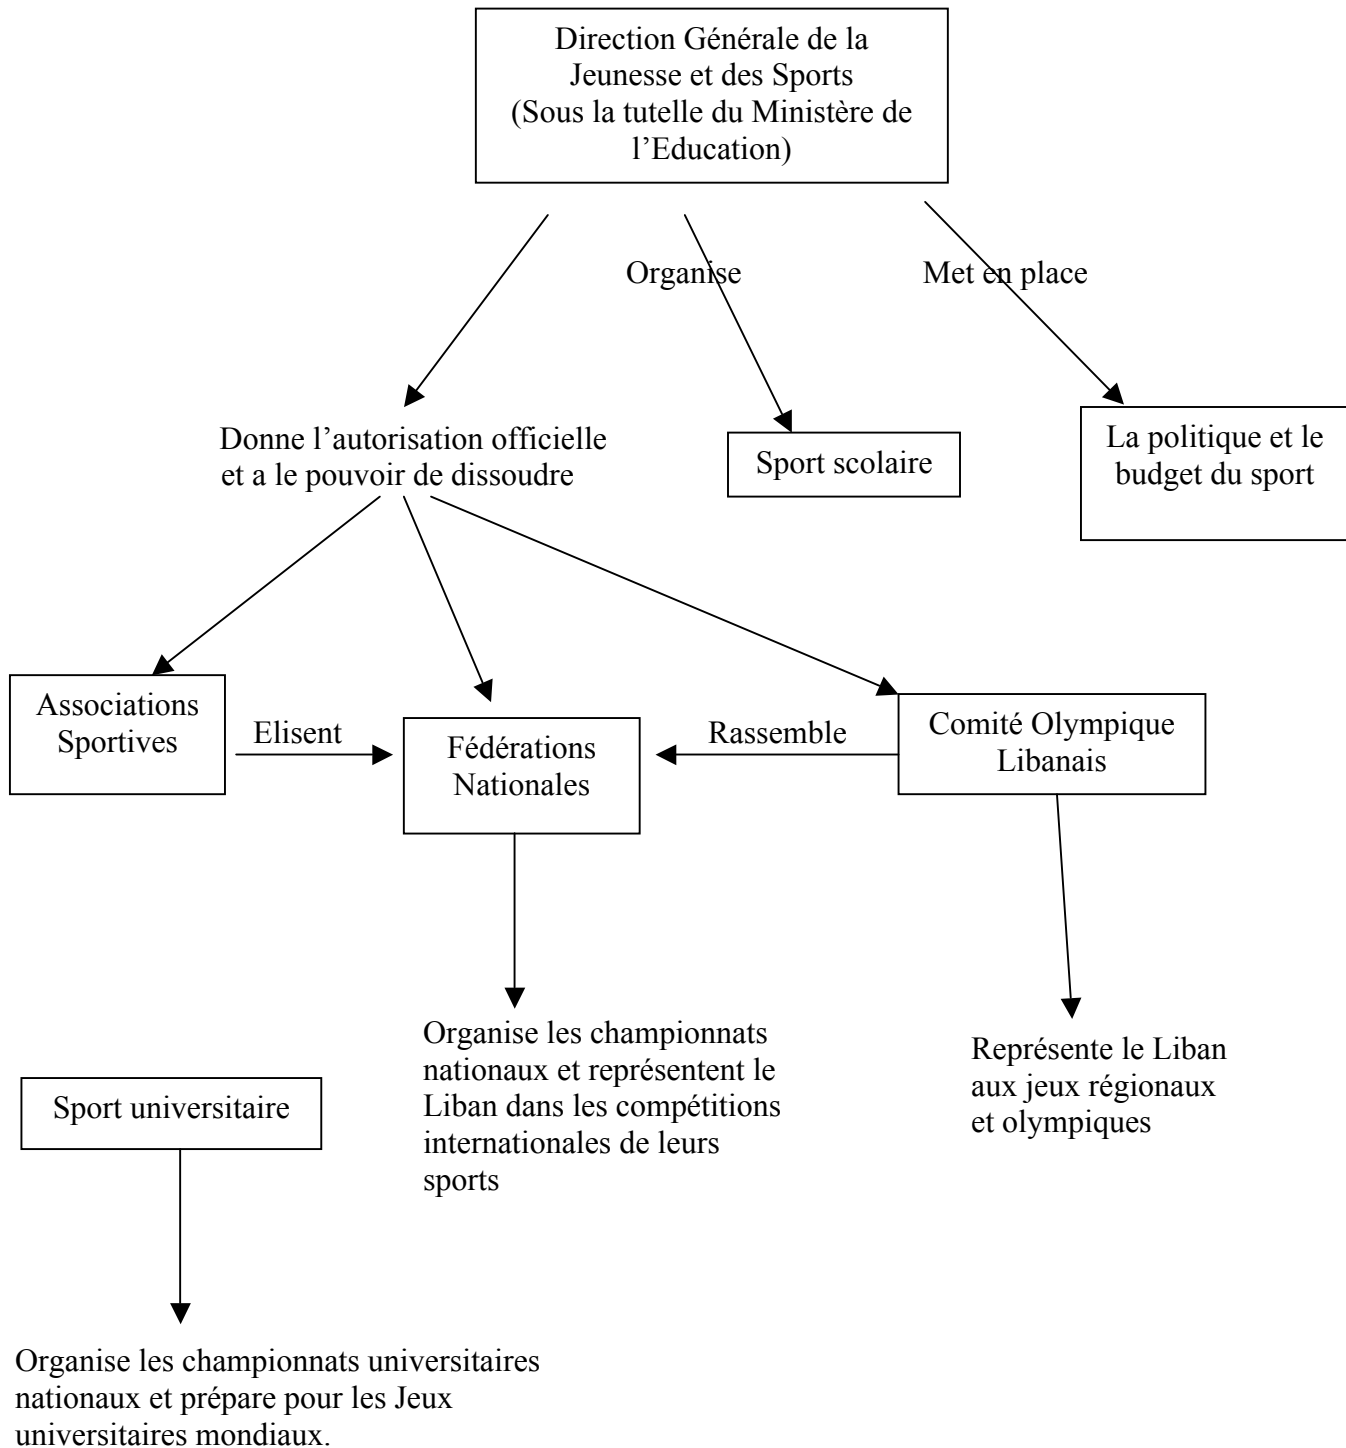 Direction Générale de la
Jeunesse et des Sports
(Sous la tutelle du Ministère de
l’Education)
Organise
Met en place
Donne l’autorisation officielle
et a le pouvoir de dissoudre
Sport scolaire
La politique et le
budget du sport
Associations
Sportives
Elisent
Fédérations
Nationales
Rassemble
Comité Olympique
Libanais
Organise les championnats
nationaux et représentent le
Liban dans les compétitions
internationales de leurs
sports
Représente le Liban
aux jeux régionaux
et olympiques
Sport universitaire
Organise les championnats universitaires
nationaux et prépare pour les Jeux
universitaires mondiaux.